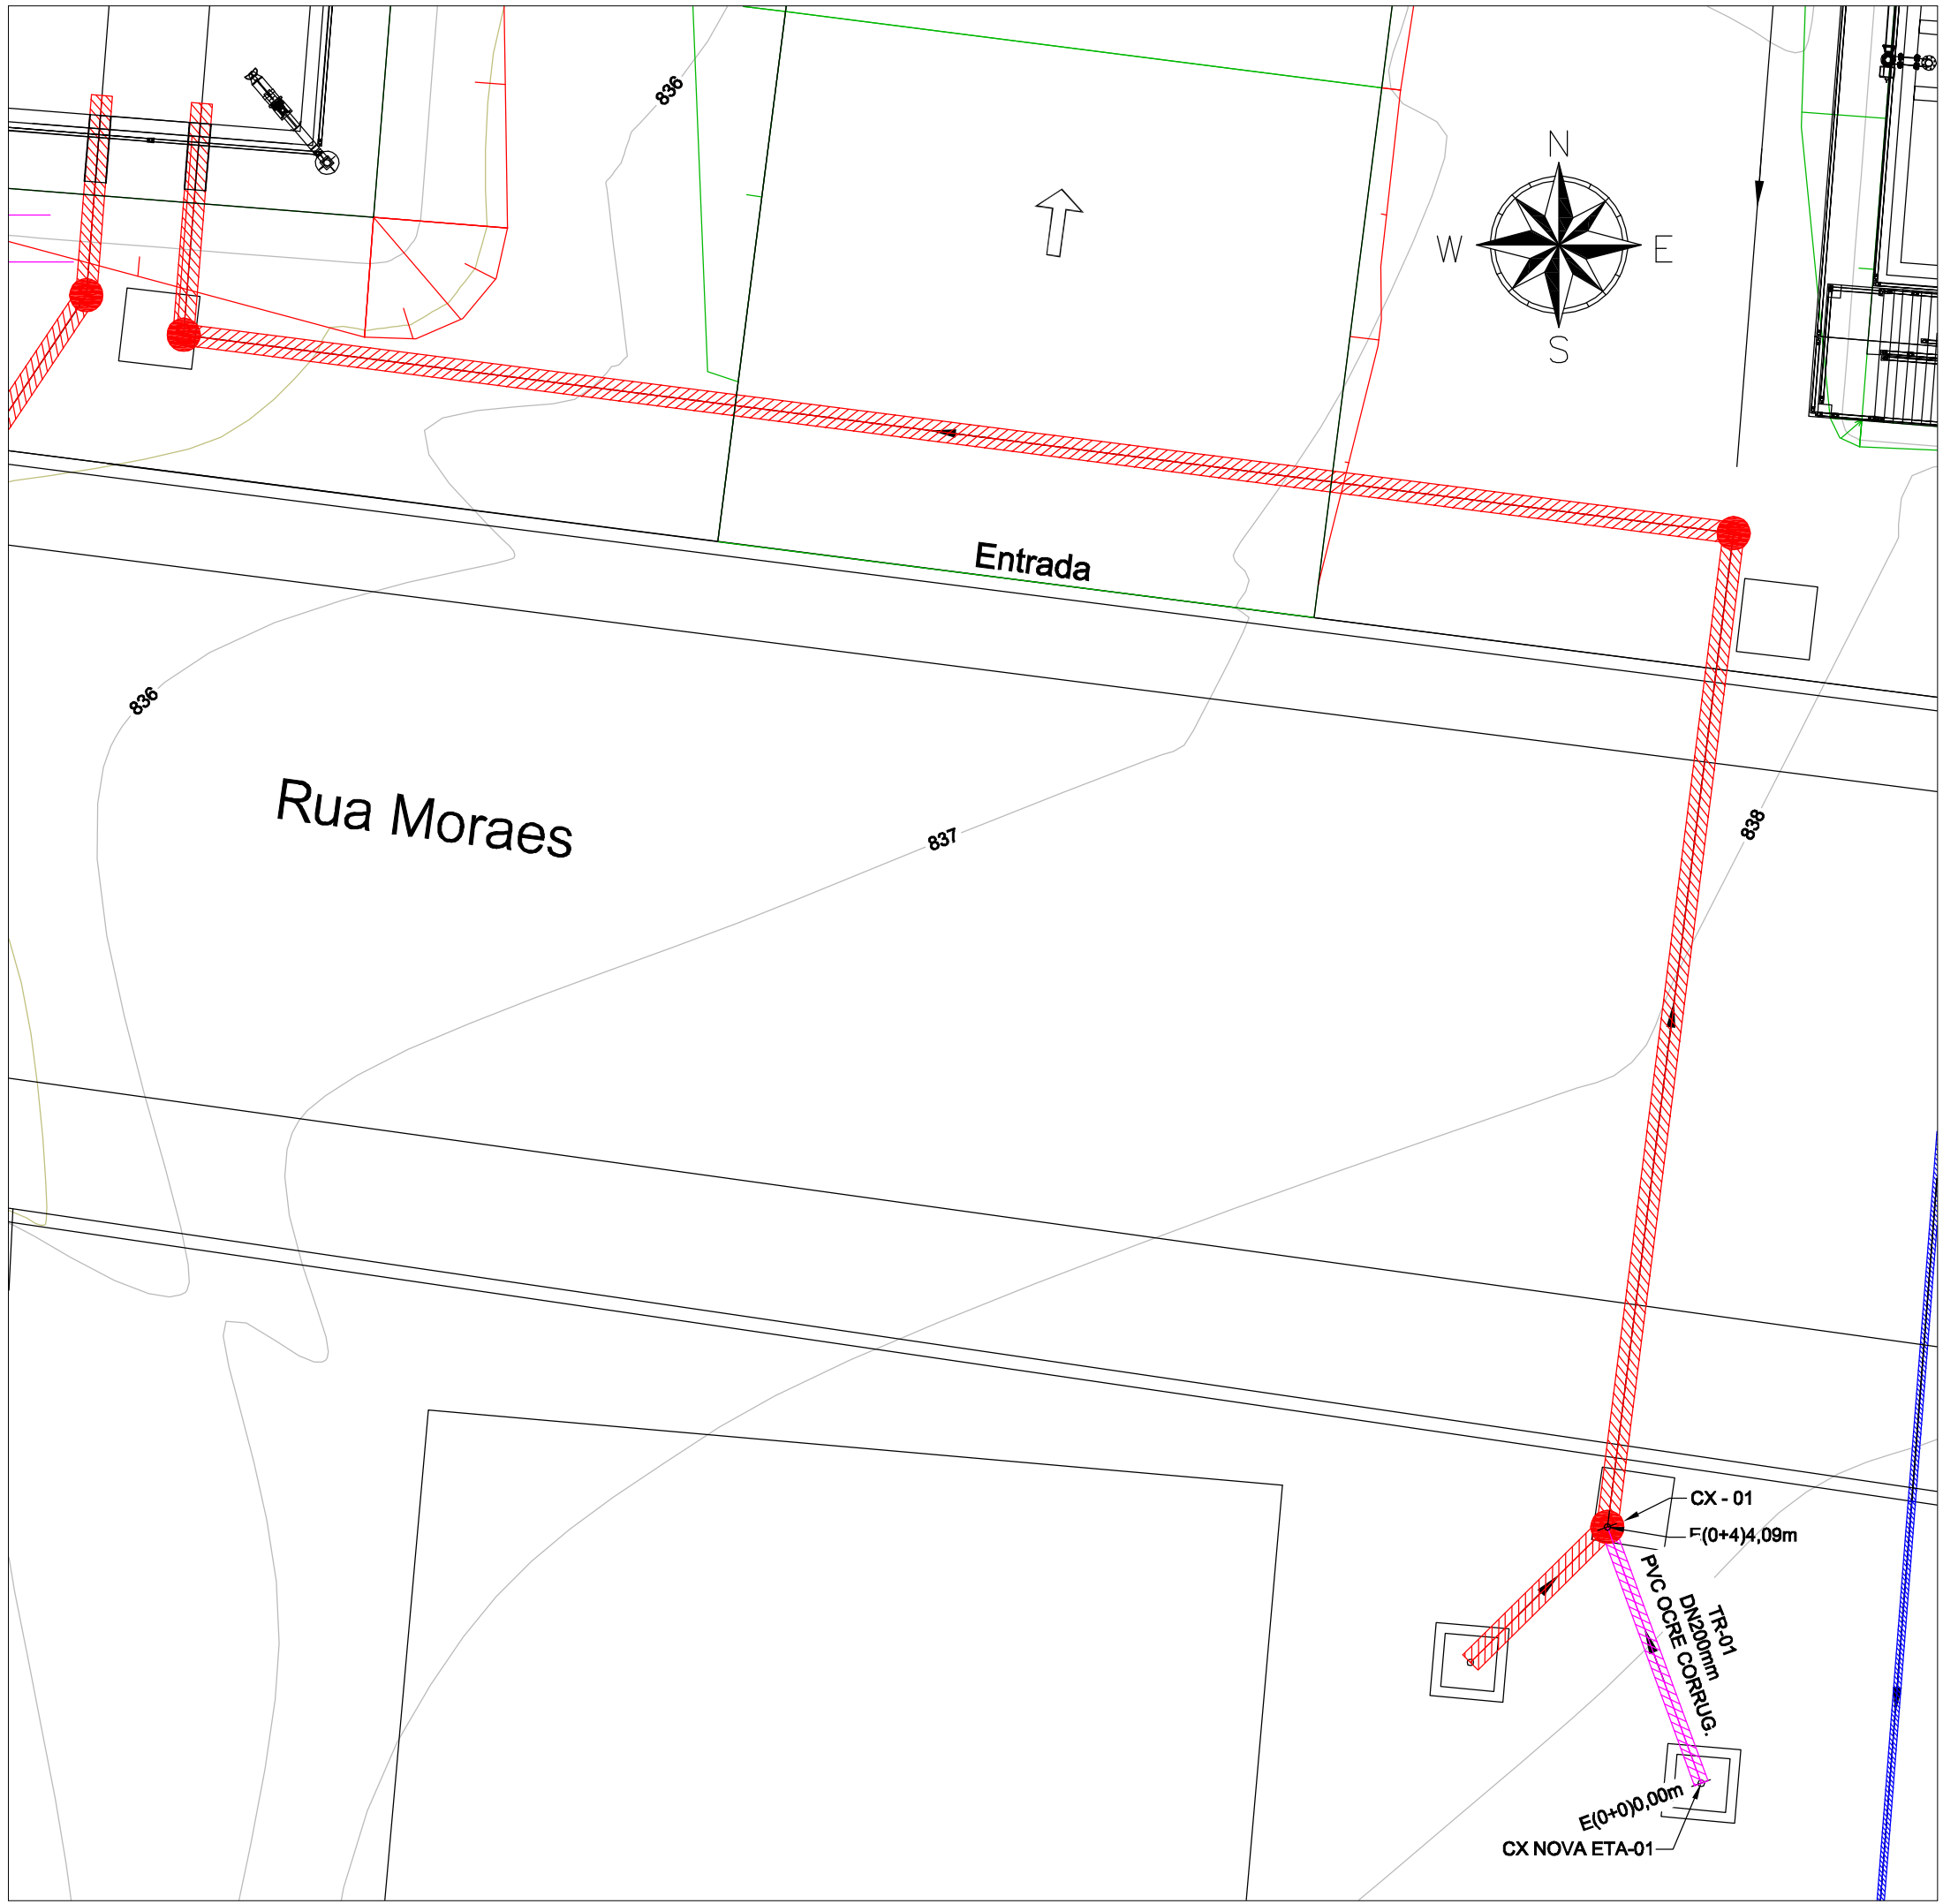 836
N
W
E
S
Entrada
836
Rua Moraes
837
838
CX - 01
E(0+4)4,09m
TR-01
DN200mm
PVC OCRE CORRUG.
E(0+0)0,00m
CX NOVA ETA-01